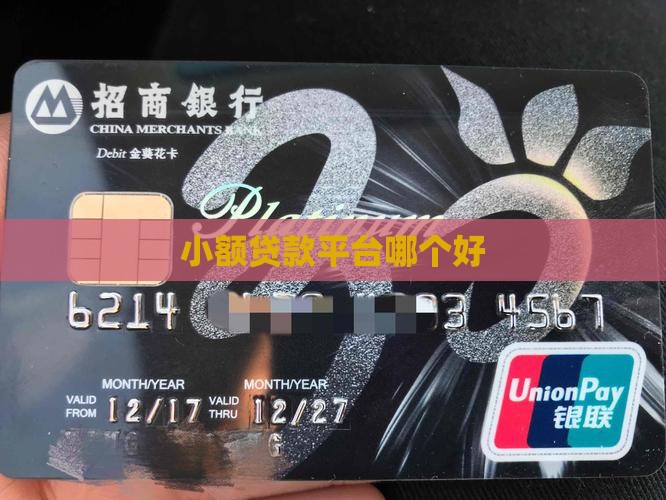 招商銀行
CHINA MERCHANTS BANK
Debit 金葵花卡
Platinum
小额贷款平台哪个好
6214 03 4567
MONTH/YEAR MONTH/YEAR
VALID FROM 12/17 VALID THRU 12/27
UnionPay
银联